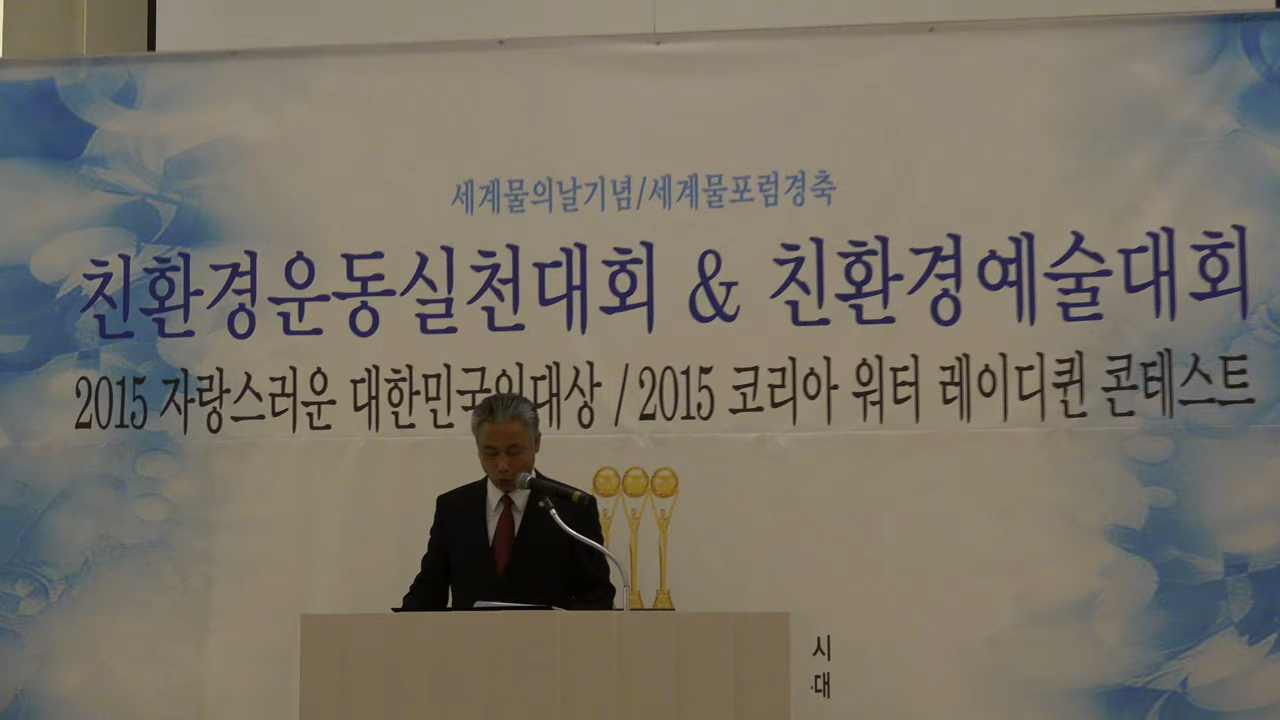 세계물의날기념/세계물포럼경축
친환경운동실천대회 & 친환경예술대회
2015 자랑스러운 대한민국인대상 / 2015 코리아 워터 레이디퀸 콘테스트
시
·대